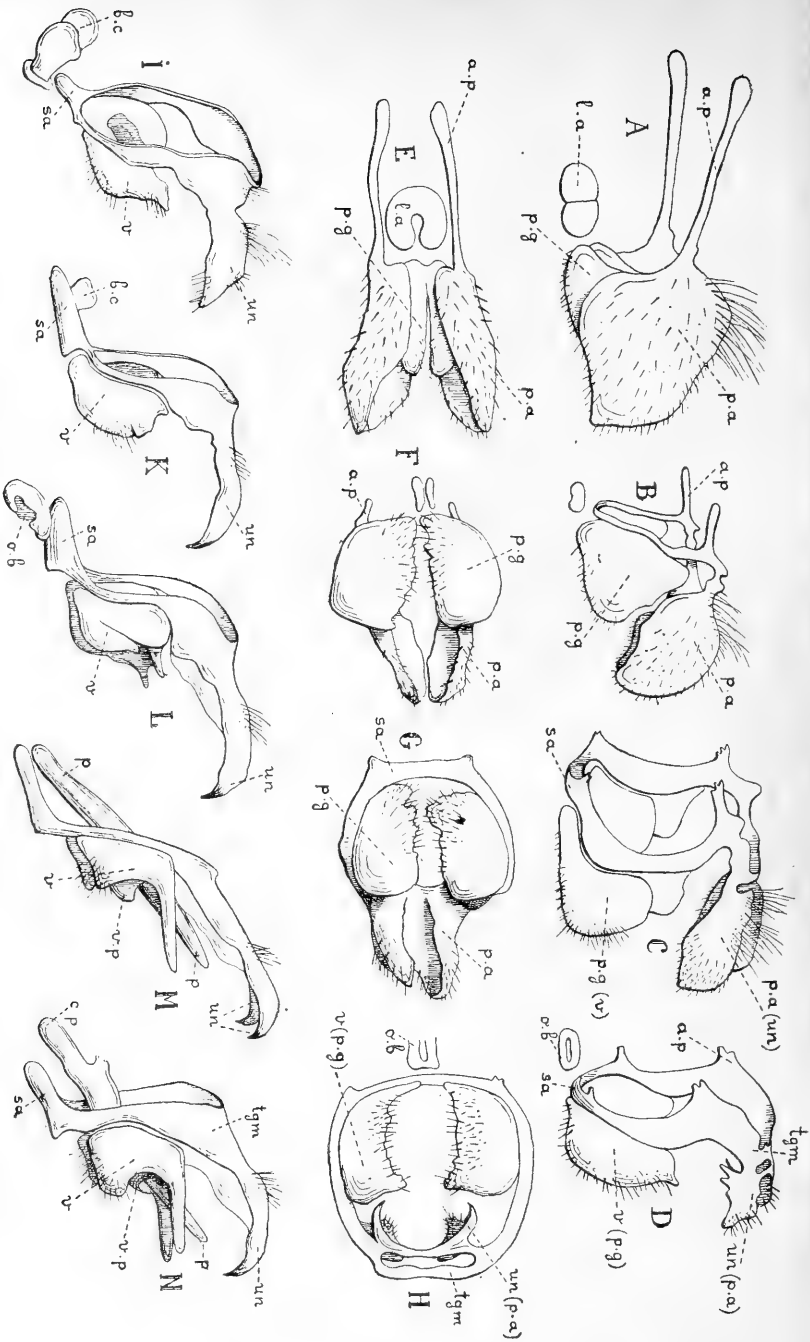 A
a.p
l.a
p.g
p.a
B
a.p
p.g
p.a
C
sa
p.g (v)
p.a (un)
D
a.p
o.b
sa
tgm
v (p.g)
un (p.a)
E
a.p
l.a
p.g
p.a
F
a.p
p.g
p.a
G
sa
p.g
p.a
H
o.b
v (p.g)
un (p.a)
tgm
i
b.c
sa
v
un
K
b.c
sa
v
un
L
o.b
sa
v
un
M
p
v
v.p
p
un
N
c.p
sa
tgm
v
v.p
p
un